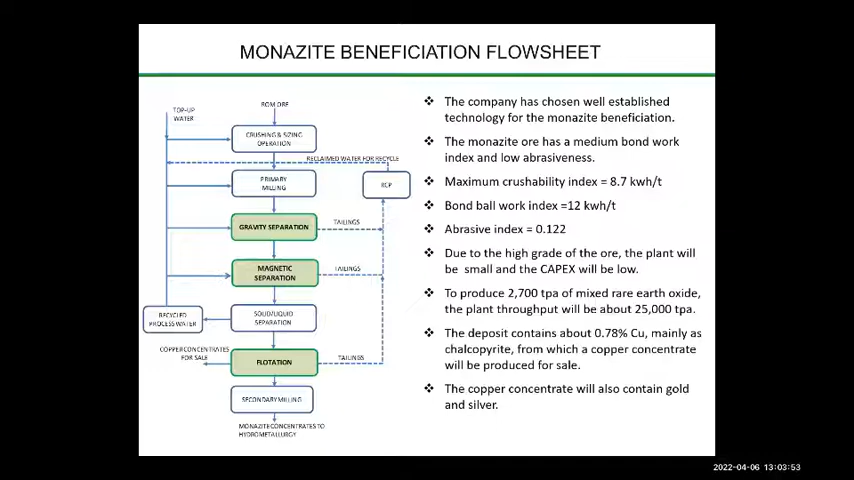 MONAZITE BENEFICIATION FLOWSHEET
TOP-UP
WATER
ROM ORE
CRUSHING & SIZING
OPERATION
RECLAIMED WATER FOR RECYCLE
PRIMARY
MILLING
GRAVITY SEPARATION
TAILINGS
MAGNETIC
SEPARATION
TAILINGS
RECYCLED
PROCESS WATER
SOLID/LIQUID
SEPARATION
COPPER CONCENTRATES
FOR SALE
FLOTATION
TAILINGS
SECONDARY MILLING
MONAZITE CONCENTRATES TO
HYDROMETALLURGY
❖ The company has chosen well established
technology for the monazite beneficiation.
❖ The monazite ore has a medium bond work
index and low abrasiveness.
❖ Maximum crushability index = 8.7 kwh/t
❖ Bond ball work index =12 kwh/t
❖ Abrasive index = 0.122
❖ Due to the high grade of the ore, the plant will
be small and the CAPEX will be low.
❖ To produce 2,700 tpa of mixed rare earth oxide,
the plant throughput will be about 25,000 tpa.
❖ The deposit contains about 0.78% Cu, mainly as
chalcopyrite, from which a copper concentrate
will be produced for sale.
❖ The copper concentrate will also contain gold
and silver.
2022-04-06 13:03:53